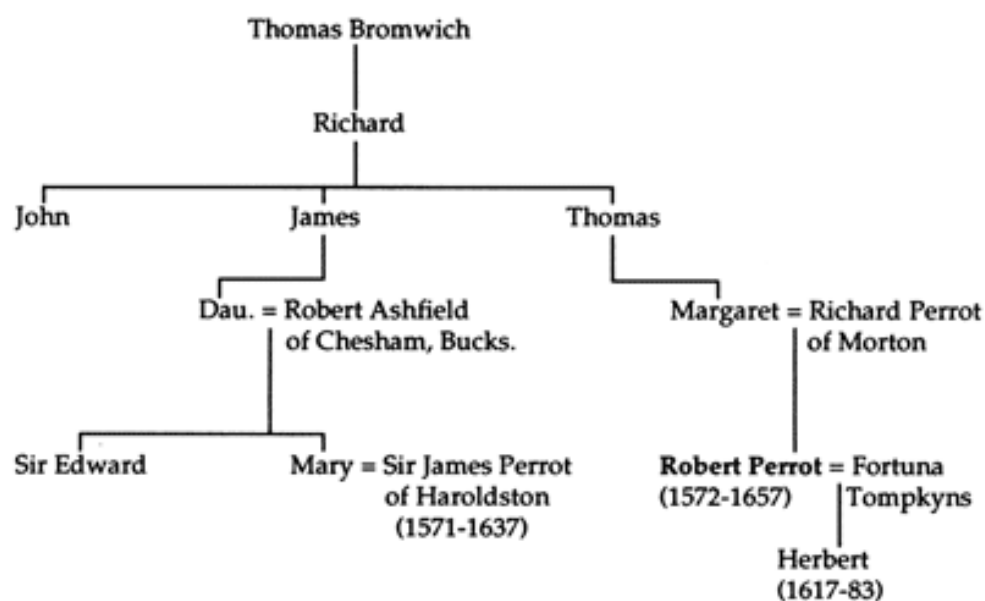 Thomas Bromwich
Richard
John James Thomas
Dau. = Robert Ashfield
of Chesham, Bucks.
Margaret = Richard Perrot
of Morton
Sir Edward
Mary = Sir James Perrot
of Haroldston
(1571-1637)
Robert Perrot = Fortuna
(1572-1657) Tompkyns
Herbert
(1617-83)